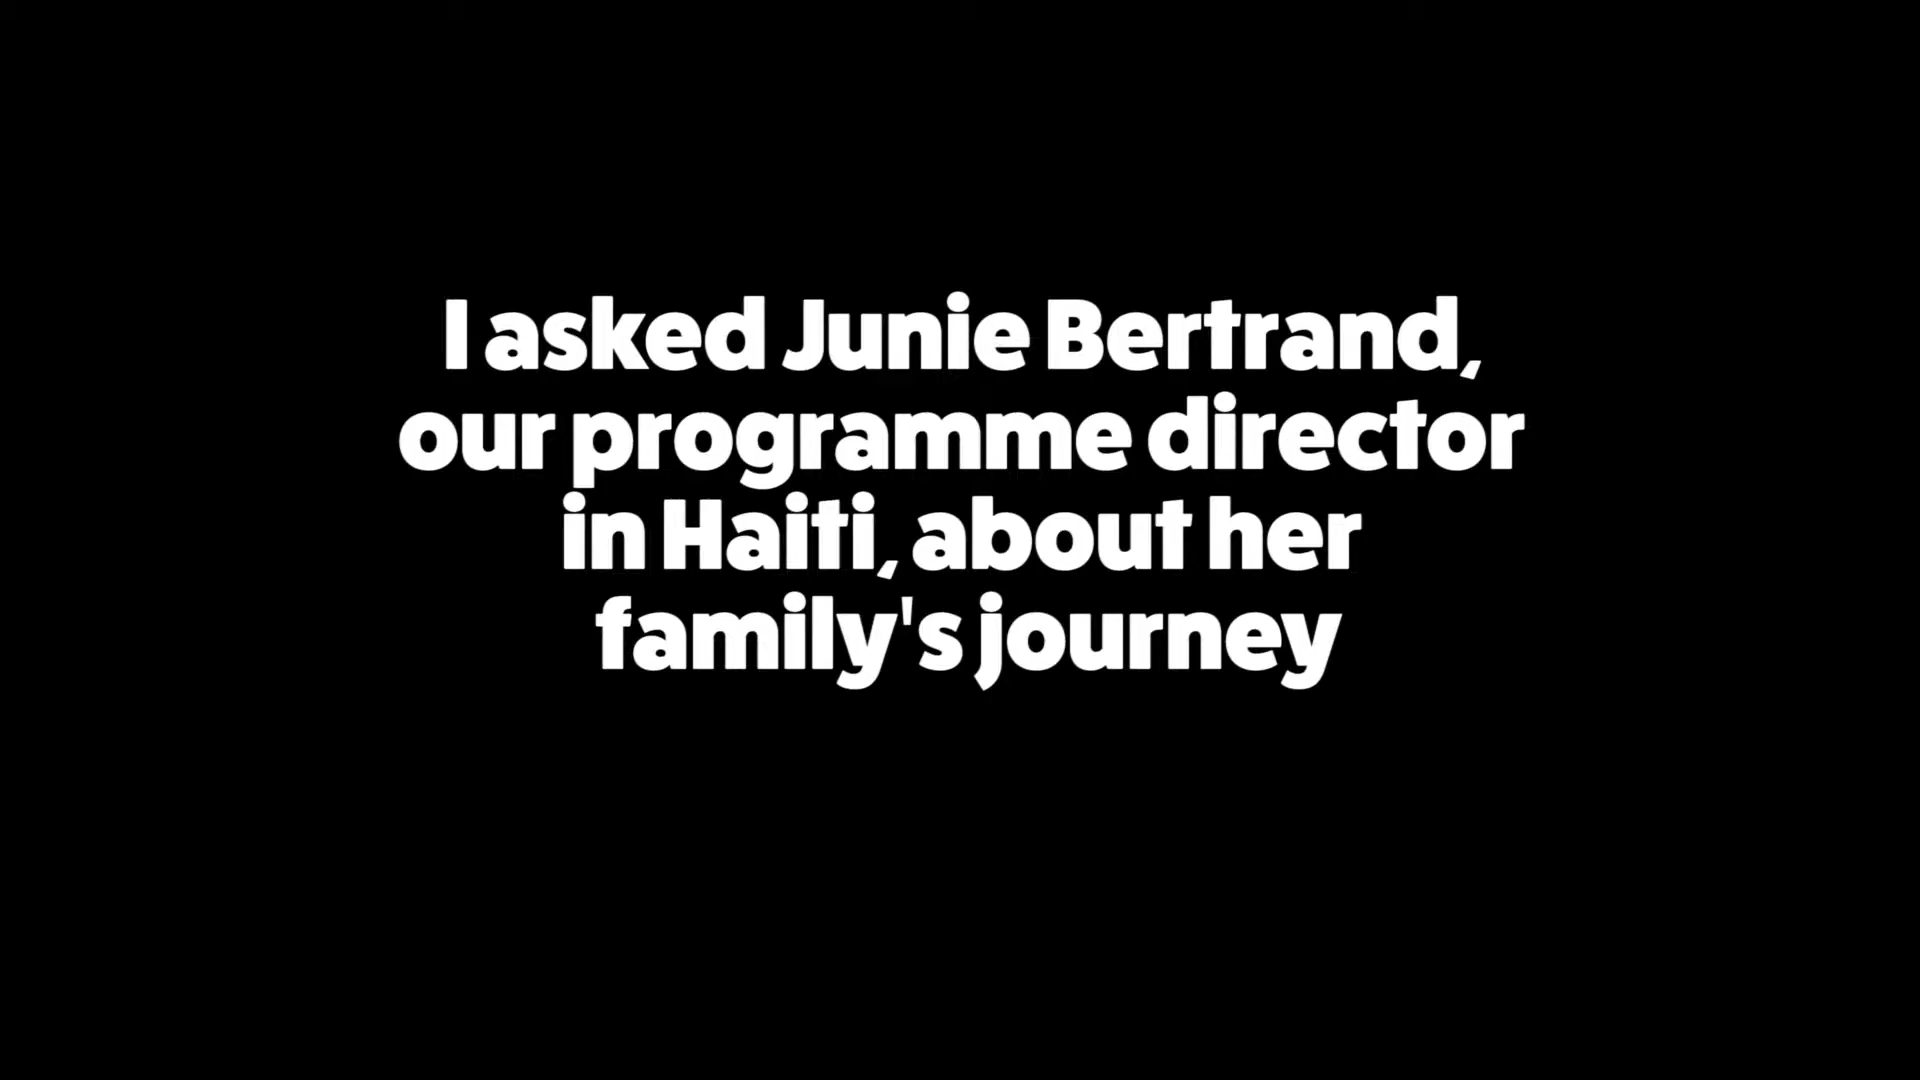 I asked Junie Bertrand,
our programme director
in Haiti, about her
family's journey